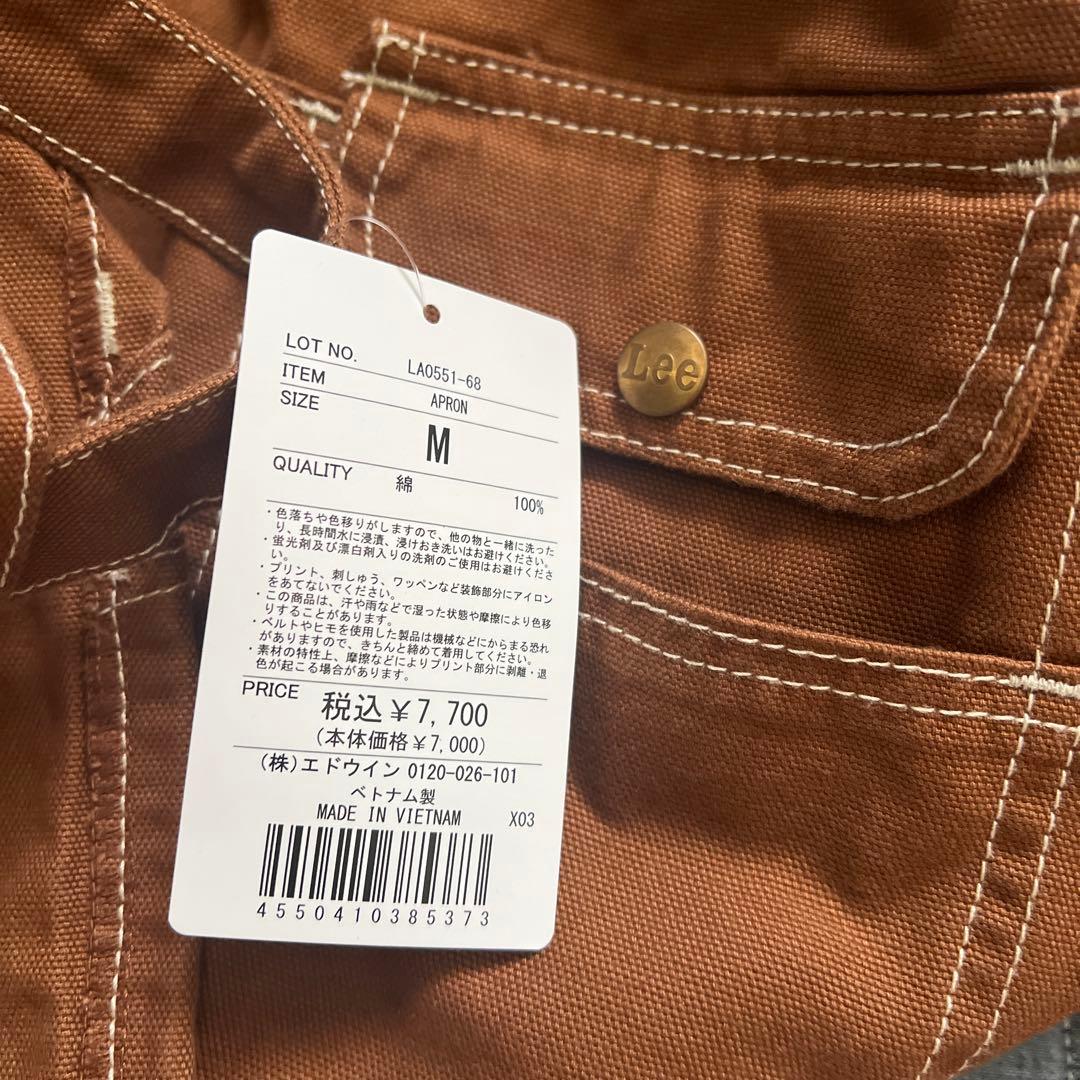 Lee
LOT NO. LA0551-68
ITEM APRON
SIZE M
QUALITY 綿 100%
・色落ちや色移りがしますので、他の物と一緒に洗った
り、長時間水に浸漬、浸けおき洗いはお避けください。
・蛍光剤及び漂白剤入りの洗剤のご使用はお避けくださ
い。
・プリント、刺しゅう、ワッペンなど装飾部分にアイロン
をあてないでください。
・この商品は、汗や雨などで湿った状態や摩擦により色移
りすることがあります。
・ベルトやヒモを使用した製品は機械などにからまる恐れ
がありますので、きちんと締めて着用してください。
・素材の特性上、摩擦などによりプリント部分に剥離・退
色が起こる場合があります。
PRICE 税込¥7,700
(本体価格¥7,000)
(株)エドウイン 0120-026-101
ベトナム製
MADE IN VIETNAM X03
4550410385373